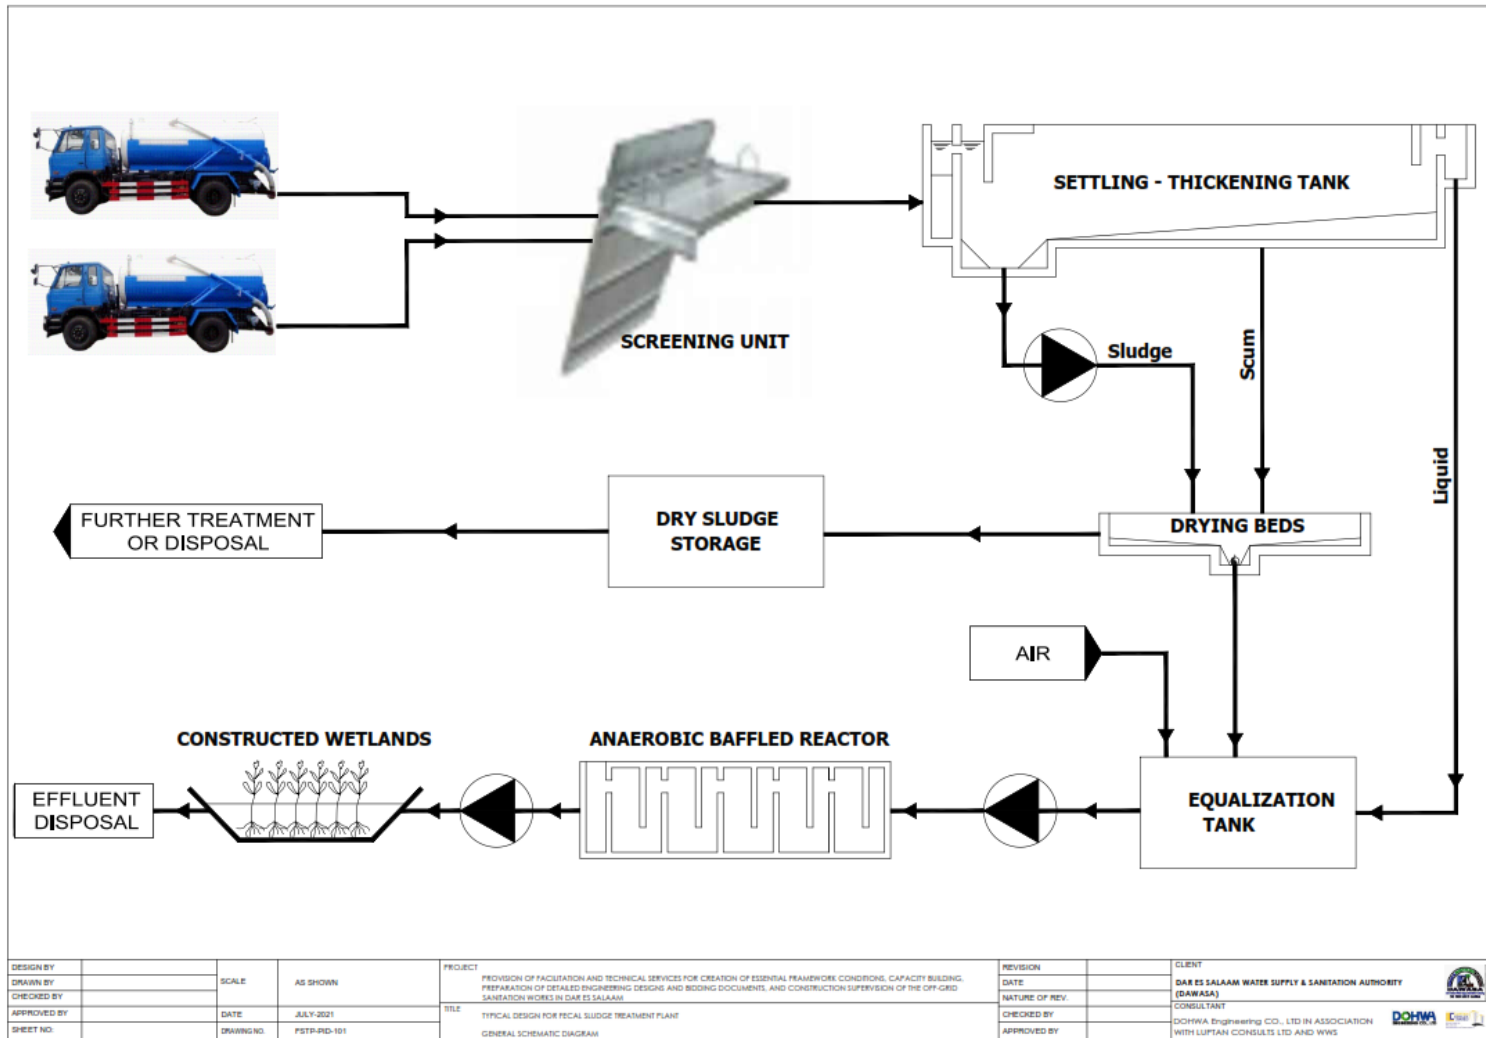 SETTLING - THICKENING TANK
SCREENING UNIT
Sludge
Scum
Liquid
FURTHER TREATMENT
OR DISPOSAL
DRY SLUDGE
STORAGE
DRYING BEDS
AIR
CONSTRUCTED WETLANDS
ANAEROBIC BAFFLED REACTOR
EFFLUENT
DISPOSAL
EQUALIZATION
TANK
DESIGN BY
DRAWN BY
CHECKED BY
APPROVED BY
SHEET NO:
SCALE
AS SHOWN
DATE
JULY-2021
DRAWING NO.
FSTP-PID-101
PROJECT
PROVISION OF FACILITATION AND TECHNICAL SERVICES FOR CREATION OF ESSENTIAL FRAMEWORK CONDITIONS, CAPACITY BUILDING,
PREPARATION OF DETAILED ENGINEERING DESIGNS AND BIDDING DOCUMENTS, AND CONSTRUCTION SUPERVISION OF THE OFF-GRID
SANITATION WORKS IN DAR ES SALAAM
TITLE
TYPICAL DESIGN FOR FECAL SLUDGE TREATMENT PLANT
GENERAL SCHEMATIC DIAGRAM
REVISION
DATE
NATURE OF REV.
CHECKED BY
APPROVED BY
CLIENT
DAR ES SALAAM WATER SUPPLY & SANITATION AUTHORITY
(DAWASA)
CONSULTANT
DOHWA Engineering CO., LTD IN ASSOCIATION
WITH LUPTAN CONSULTS LTD AND WWS
DAWASA
DOHWA